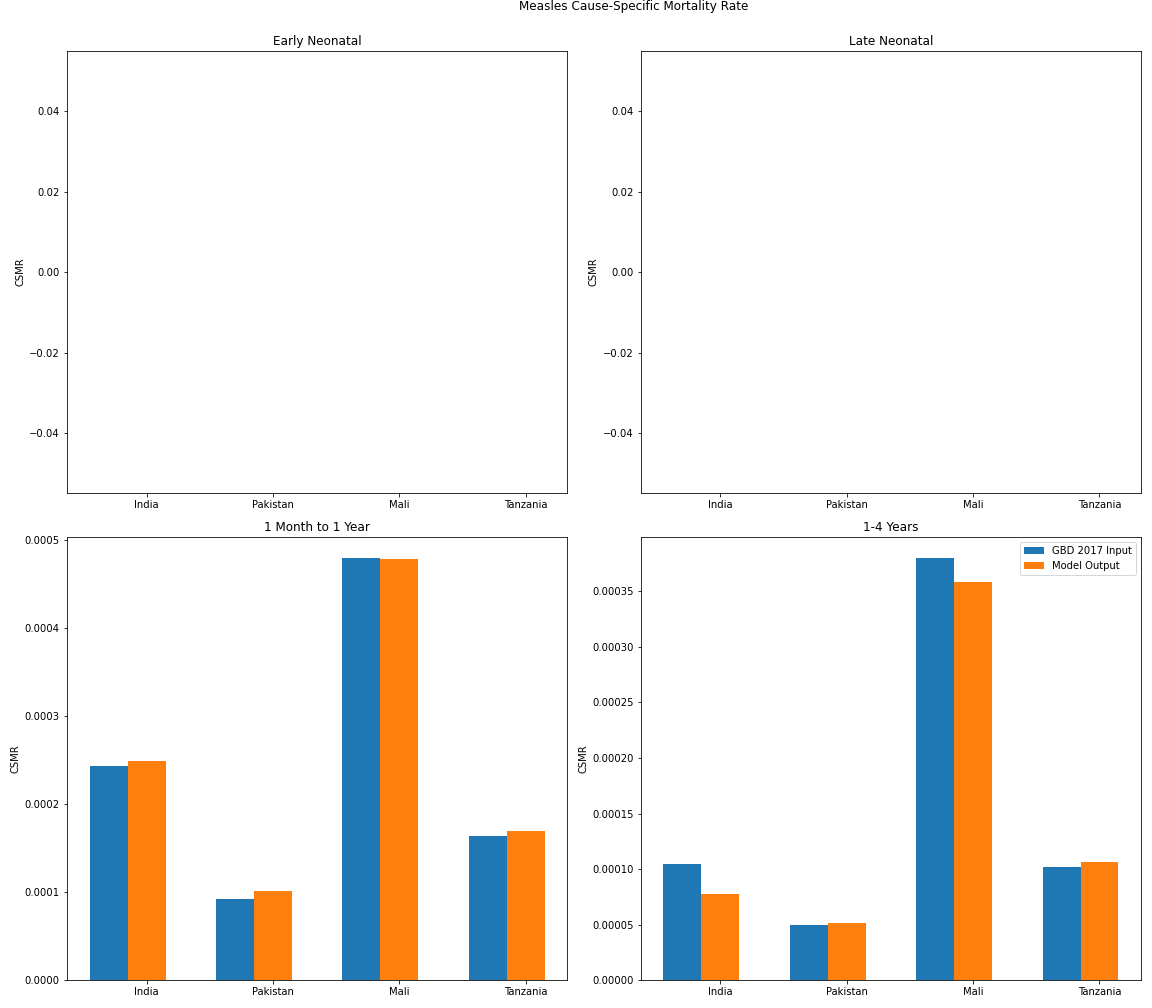 Measles Cause-Specific Mortality Rate
Early Neonatal
CSMR
0.04
0.02
0.00
−0.02
−0.04
India Pakistan Mali Tanzania
Late Neonatal
CSMR
0.04
0.02
0.00
−0.02
−0.04
India Pakistan Mali Tanzania
1 Month to 1 Year
CSMR
0.0005
0.0004
0.0003
0.0002
0.0001
0.0000
India Pakistan Mali Tanzania
1-4 Years
GBD 2017 Input
Model Output
CSMR
0.00035
0.00030
0.00025
0.00020
0.00015
0.00010
0.00005
0.00000
India Pakistan Mali Tanzania